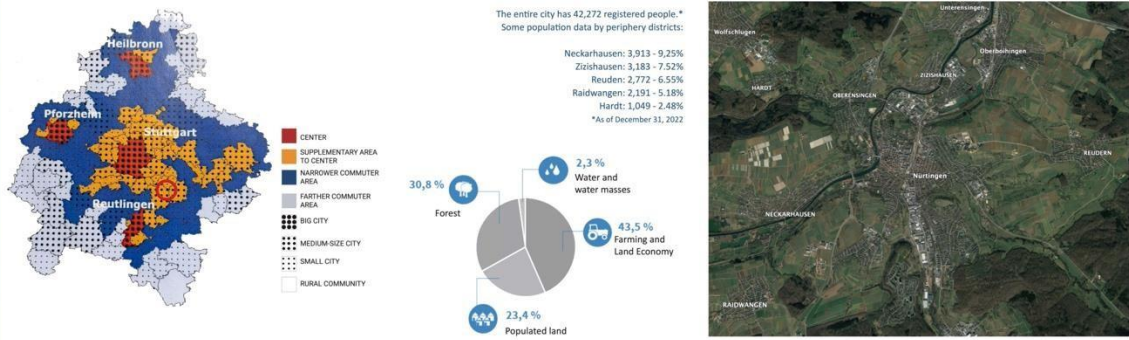 Heilbronn
Pforzheim
Stuttgart
Reutlingen
CENTER
SUPPLEMENTARY AREA
TO CENTER
NARROWER COMMUTER
AREA
FARTHER COMMUTER
AREA
BIG CITY
MEDIUM-SIZE CITY
SMALL CITY
RURAL COMMUNITY
The entire city has 42,272 registered people.*
Some population data by periphery districts:
Neckarhausen: 3,913 - 9,25%
Zizishausen: 3,183 - 7.52%
Reuden: 2,772 - 6.55%
Raidwangen: 2,191 - 5.18%
Hardt: 1,049 - 2.48%
*As of December 31, 2022
2,3 %
Water and
water masses
30,8 %
Forest
43,5 %
Farming and
Land Economy
23,4 %
Populated land
Unterensingen
Wolfschlugen
Oberboihingen
ZIZISHAUSEN
HARDT
OBERENSINGEN
REUDERN
Nürtingen
NECKARHAUSEN
RAIDWANGEN